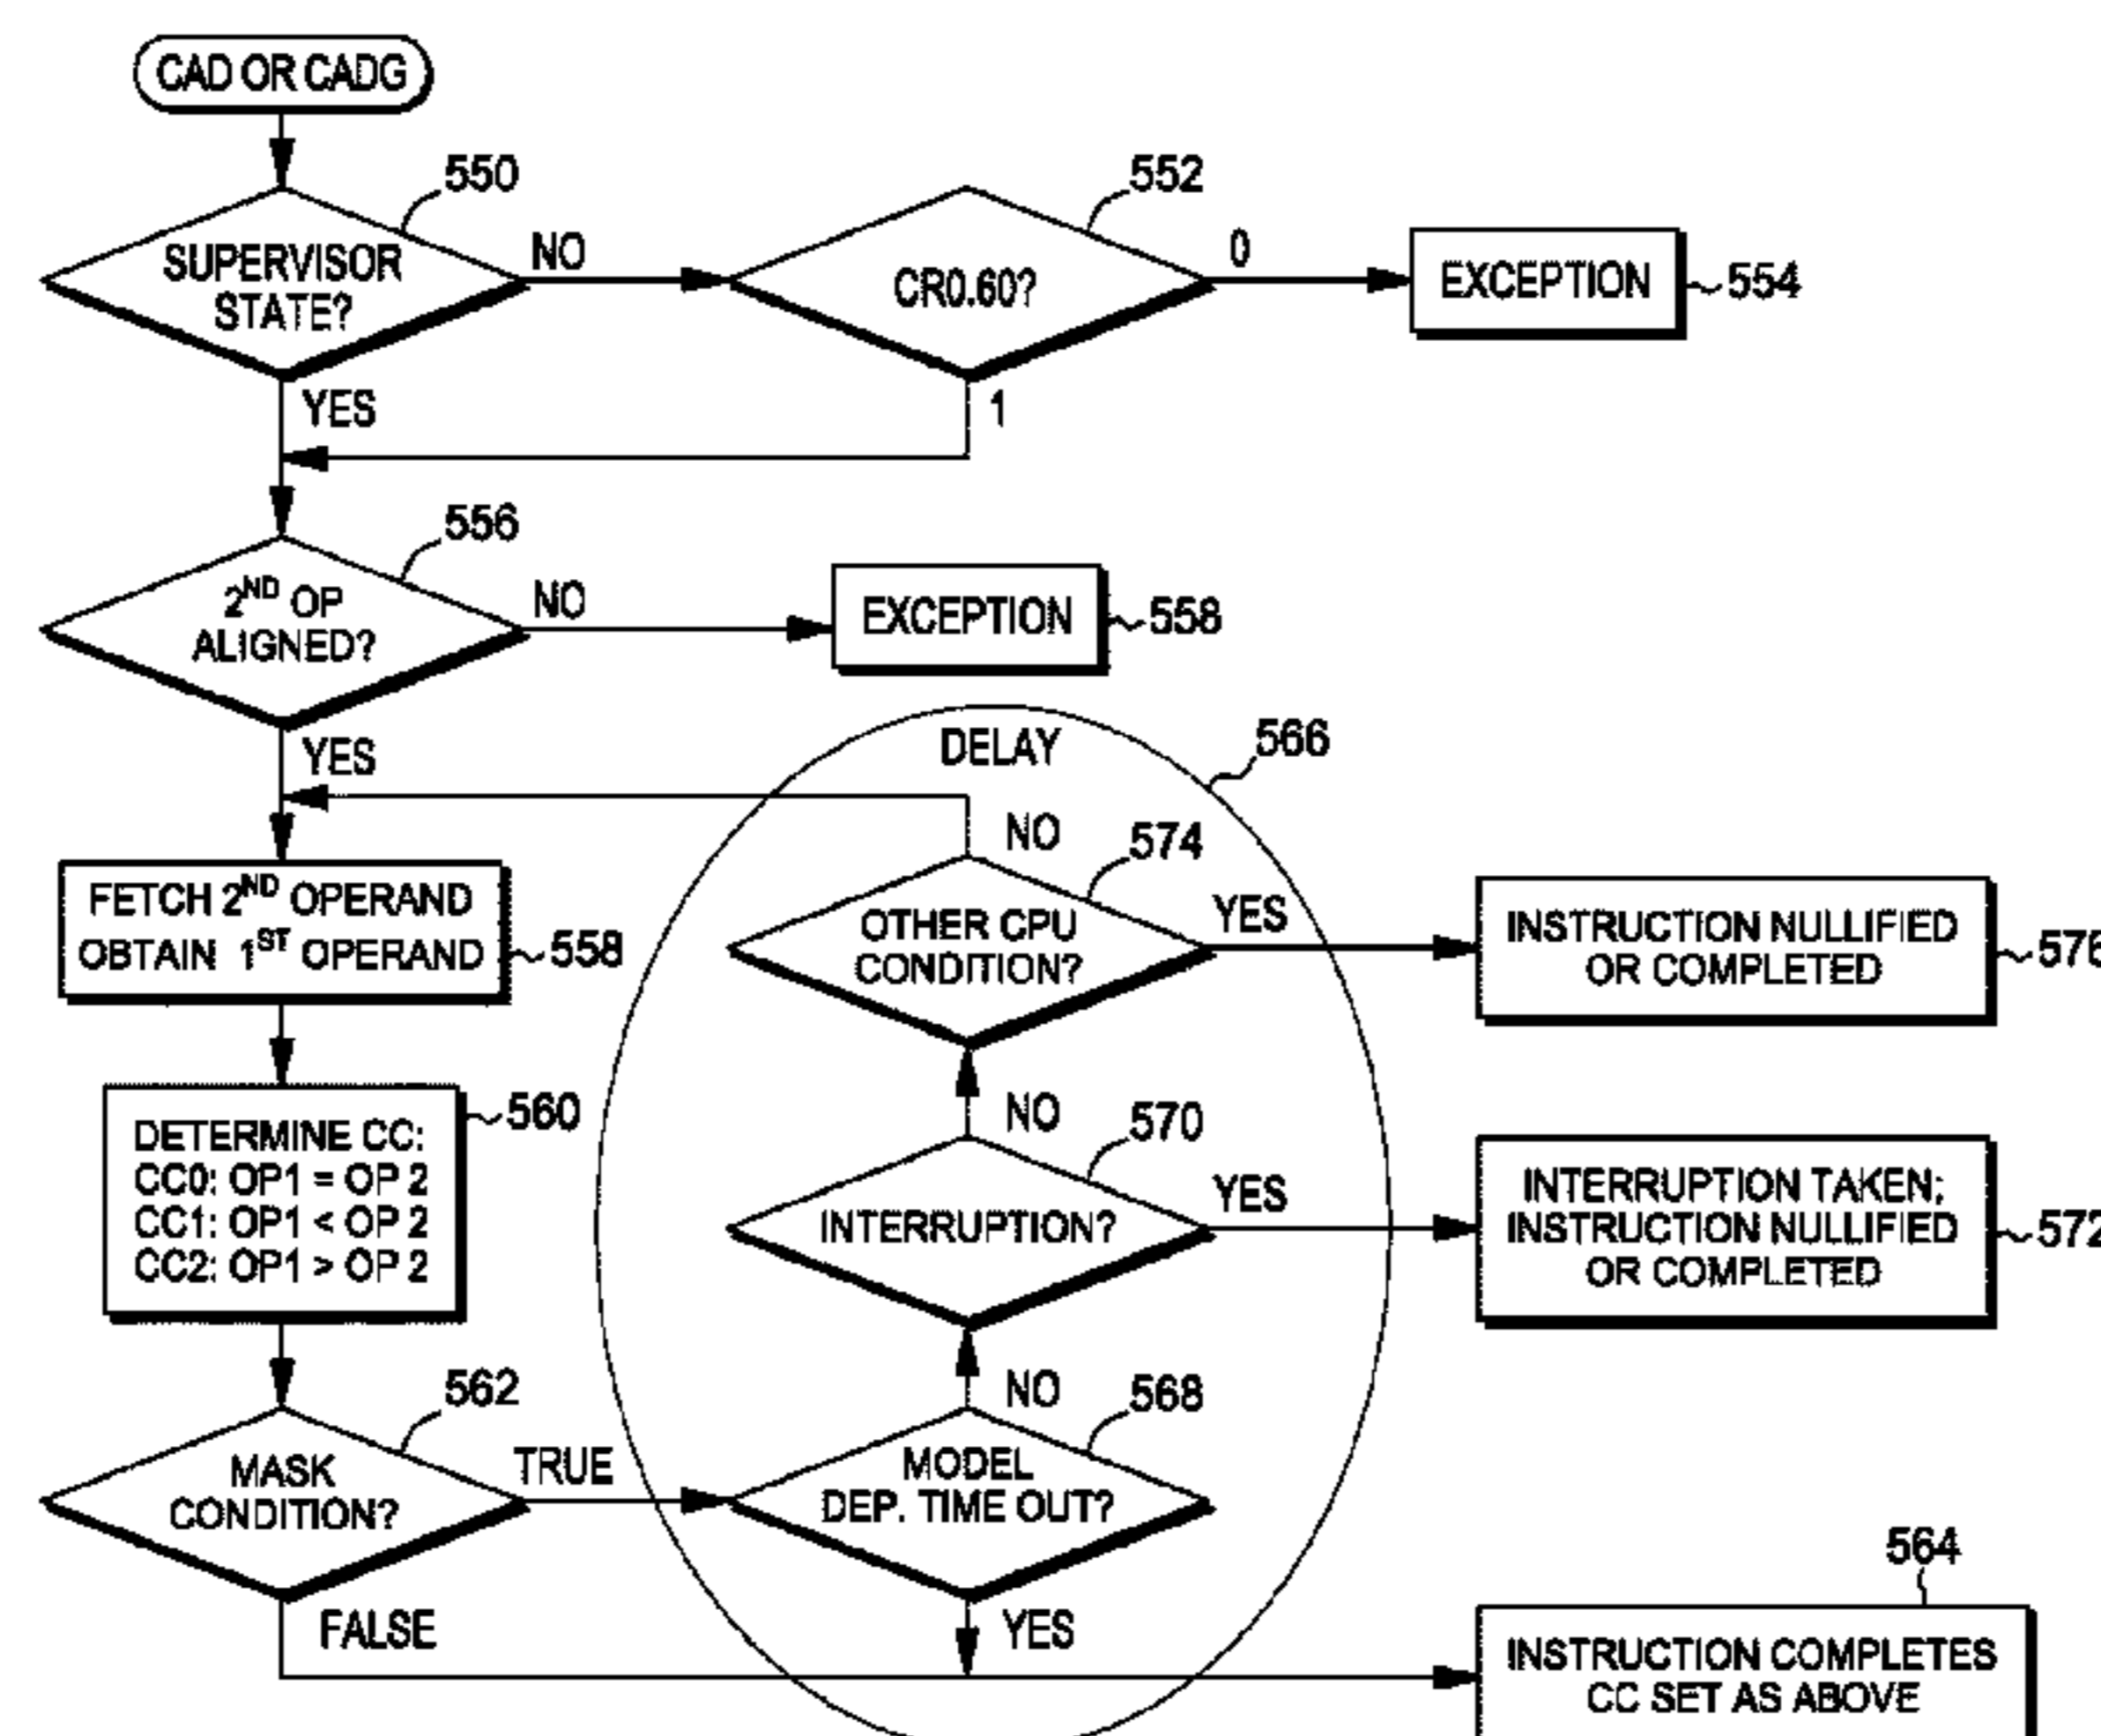 CAD OR CADG
550
552
SUPERVISOR
STATE?
NO
CR0.60?
0
EXCEPTION
554
YES
1
556
2ND OP
ALIGNED?
NO
EXCEPTION
558
YES
DELAY
566
NO
574
FETCH 2ND OPERAND
OBTAIN 1ST OPERAND
558
OTHER CPU
CONDITION?
YES
INSTRUCTION NULLIFIED
OR COMPLETED
576
DETERMINE CC:
CC0: OP1 = OP 2
CC1: OP1 < OP 2
CC2: OP1 > OP 2
560
NO
570
INTERRUPTION?
YES
INTERRUPTION TAKEN;
INSTRUCTION NULLIFIED
OR COMPLETED
572
562
MASK
CONDITION?
TRUE
NO
568
MODEL
DEP. TIME OUT?
FALSE
YES
564
INSTRUCTION COMPLETES
CC SET AS ABOVE